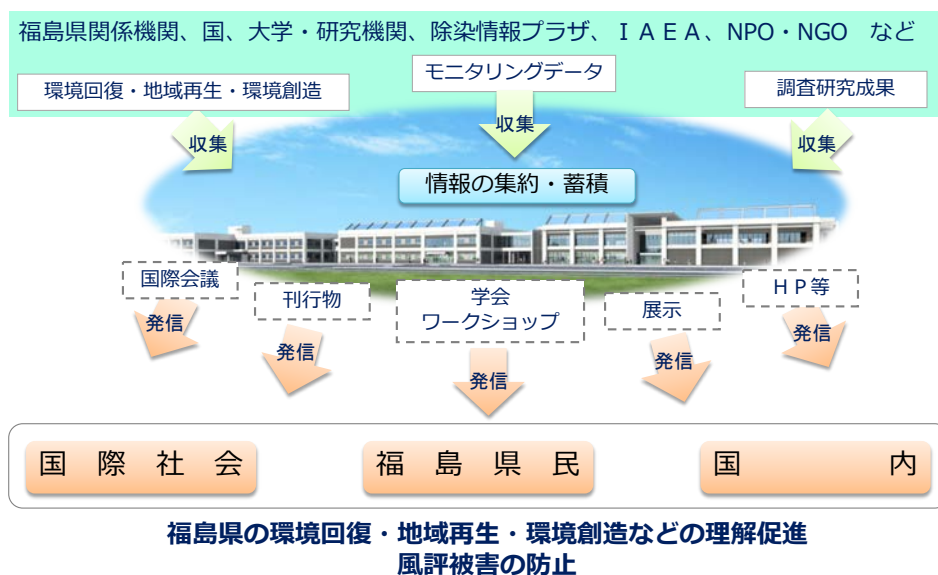 福島県関係機関、国、大学・研究機関、除染情報プラザ、ＩＡＥＡ、NPO・NGO　など
環境回復・地域再生・環境創造
モニタリングデータ
調査研究成果
収集
収集
収集
情報の集約・蓄積
国際会議
刊行物
学会
ワークショップ
展示
ＨＰ等
発信
発信
発信
発信
発信
国　際　社　会
福　島　県　民
国　　　　　内
福島県の環境回復・地域再生・環境創造などの理解促進
風評被害の防止